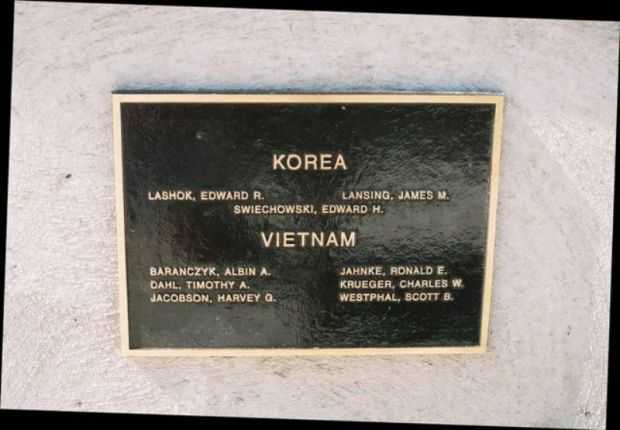 KOREA
LASHOK, EDWARD R. LANSING, JAMES M.
SWIECHOWSKI, EDWARD H.
VIETNAM
BARANCZYK, ALBIN A. JAHNKE, RONALD E.
DAHL, TIMOTHY A. KRUEGER, CHARLES W.
JACOBSON, HARVEY G. WESTPHAL, SCOTT B.